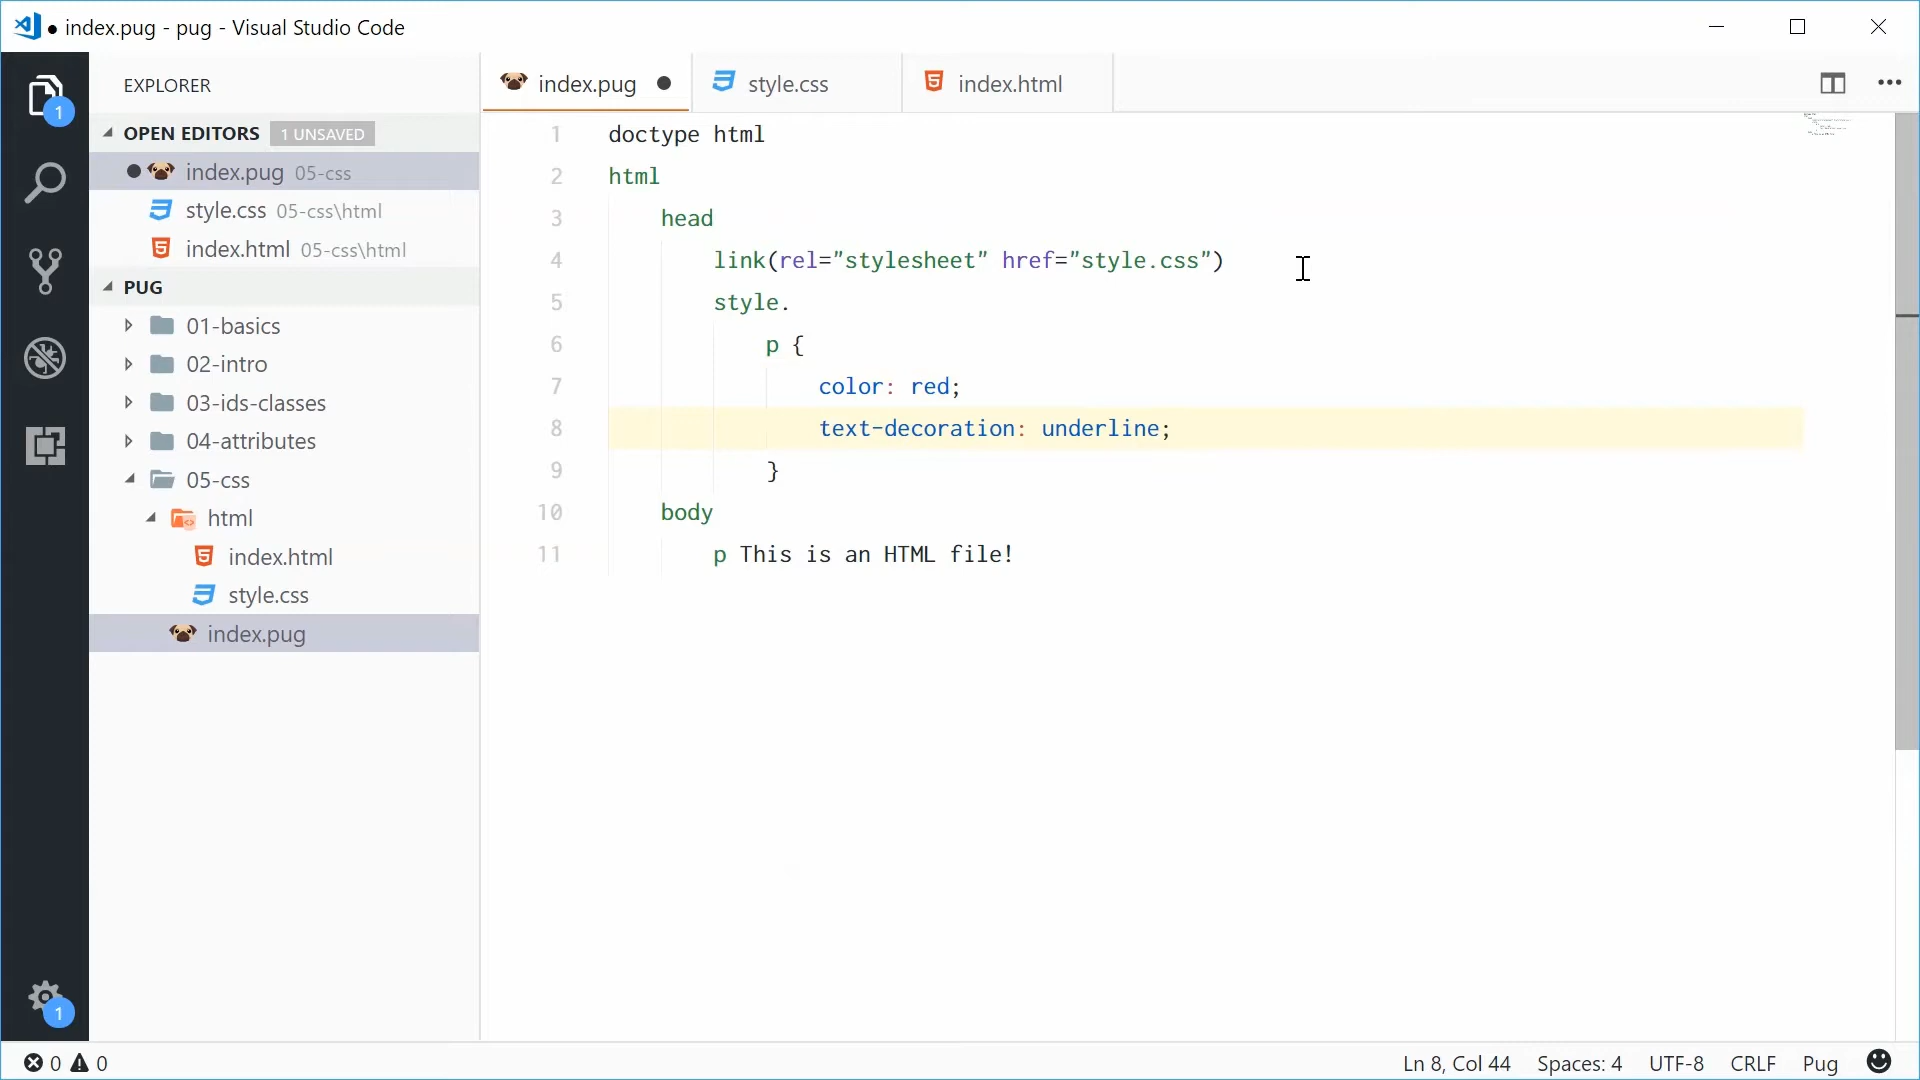 ● index.pug - pug - Visual Studio Code
EXPLORER
OPEN EDITORS 1 UNSAVED
index.pug 05-css
style.css 05-css\html
index.html 05-css\html
PUG
01-basics
02-intro
03-ids-classes
04-attributes
05-css
html
index.html
style.css
index.pug
1
1
index.pug ● style.css index.html
1 doctype html
2 html
3 head
4 link(rel="stylesheet" href="style.css")
5 style.
6 p {
7 color: red;
8 text-decoration: underline;
9 }
10 body
11 p This is an HTML file!
0 0 Ln 8, Col 44 Spaces: 4 UTF-8 CRLF Pug